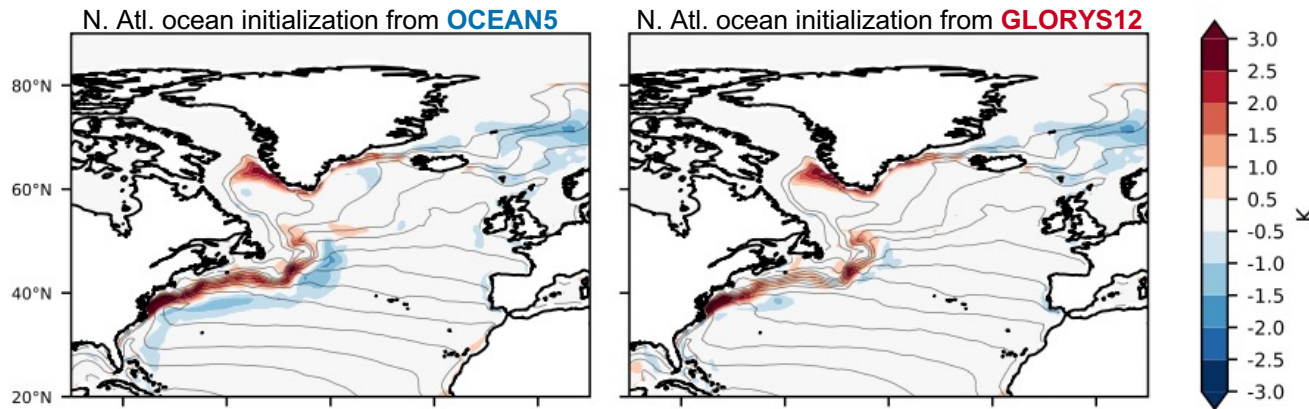 N. Atl. ocean initialization from OCEAN5
N. Atl. ocean initialization from GLORYS12
80°N
60°N
40°N
20°N
3.0
2.5
2.0
1.5
1.0
0.5
-0.5
-1.0
-1.5
-2.0
-2.5
-3.0
K